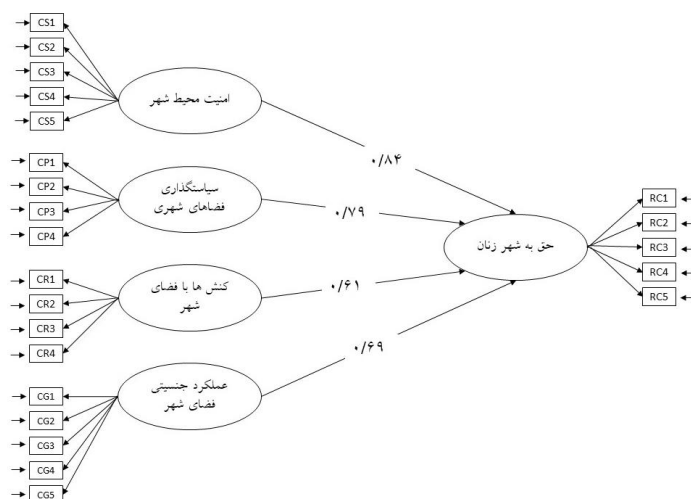 CS1
CS2
CS3
CS4
CS5
امنیت محیط شهر
۰/۸۴
CP1
CP2
CP3
CP4
سیاستگذاری
فضاهای شهری
۰/۷۹
CR1
CR2
CR3
CR4
کنش ها با فضای
شهر
۰/۶۱
CG1
CG2
CG3
CG4
CG5
عملکرد جنسیتی
فضای شهر
۰/۶۹
حق به شهر زنان
RC1
RC2
RC3
RC4
RC5